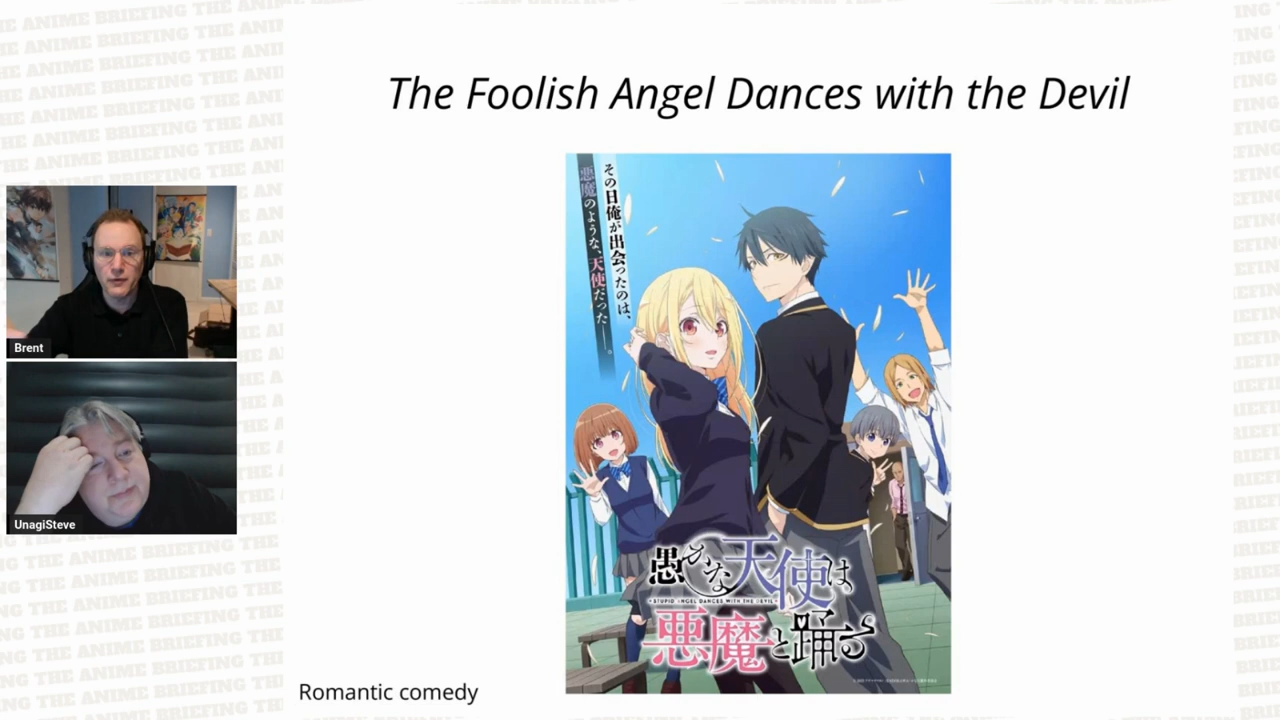 The Foolish Angel Dances with the Devil
その日俺が出会ったのは、
悪魔のような、天使だった――。
愚かな天使は
STUPID ANGEL DANCES WITH THE DEVIL
悪魔と踊る
Brent
UnagiSteve
Romantic comedy
THE ANIME BRIEFING